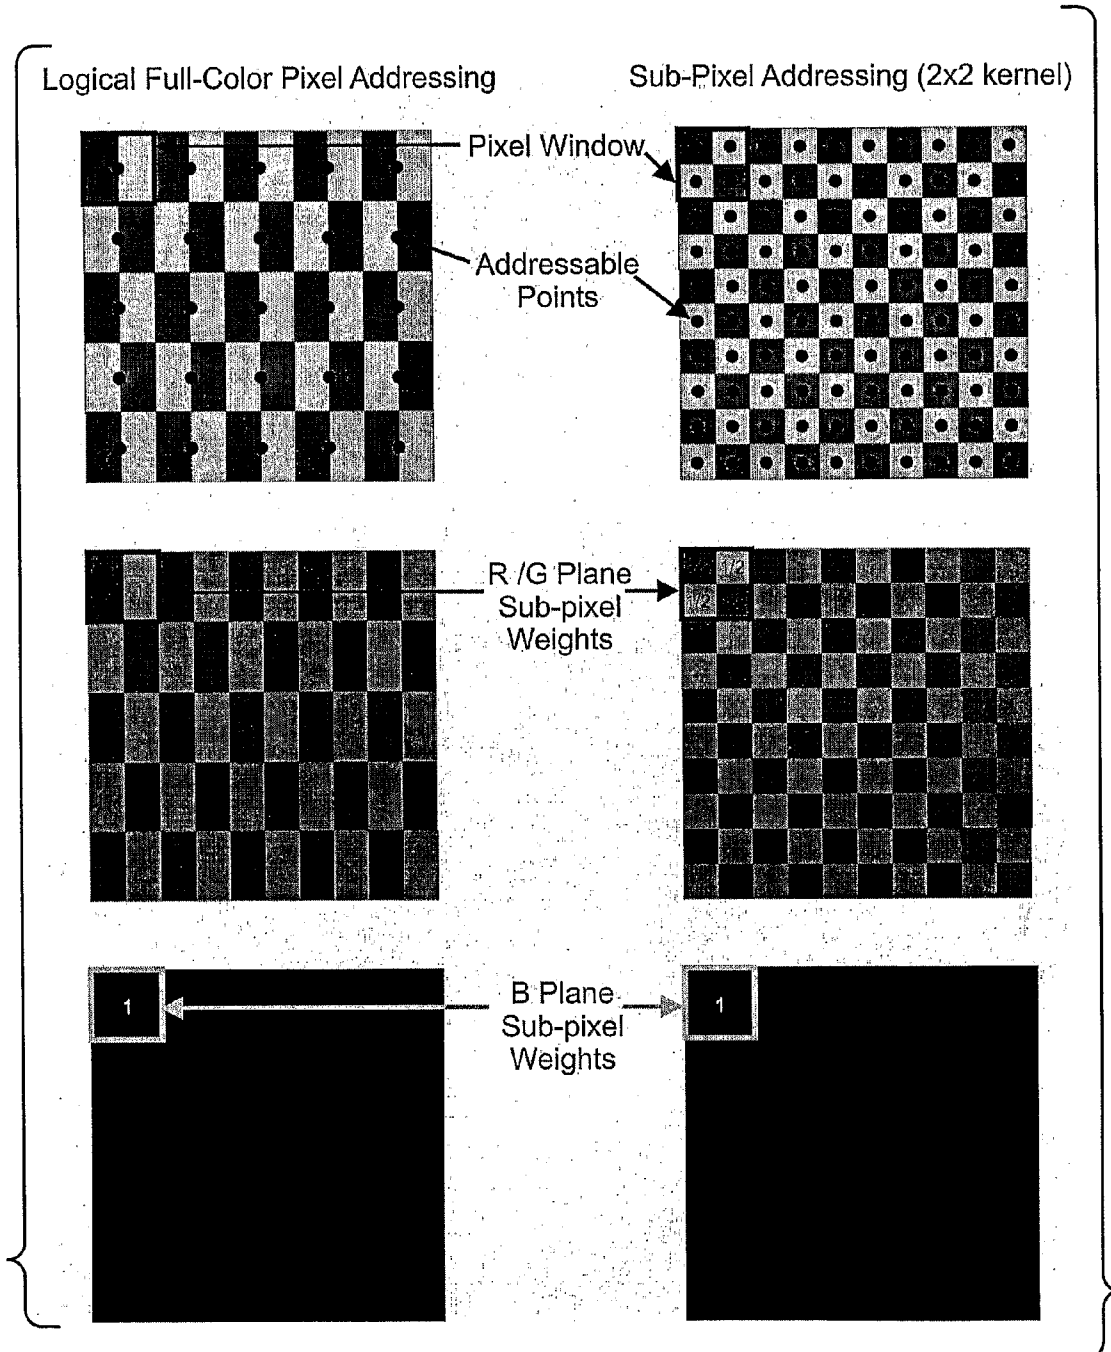 Logical Full-Color Pixel Addressing
Sub-Pixel Addressing (2x2 kernel)
Pixel Window
Addressable
Points
R /G Plane
Sub-pixel
Weights
1/2
1/2
B Plane
Sub-pixel
Weights
1
1